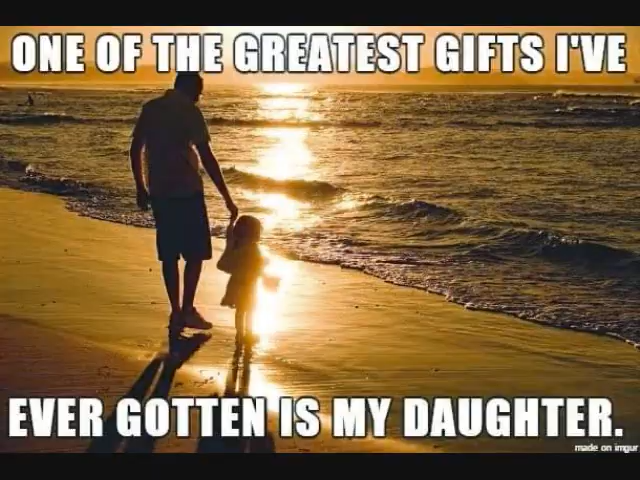 ONE OF THE GREATEST GIFTS I'VE
EVER GOTTEN IS MY DAUGHTER.
made on imgur